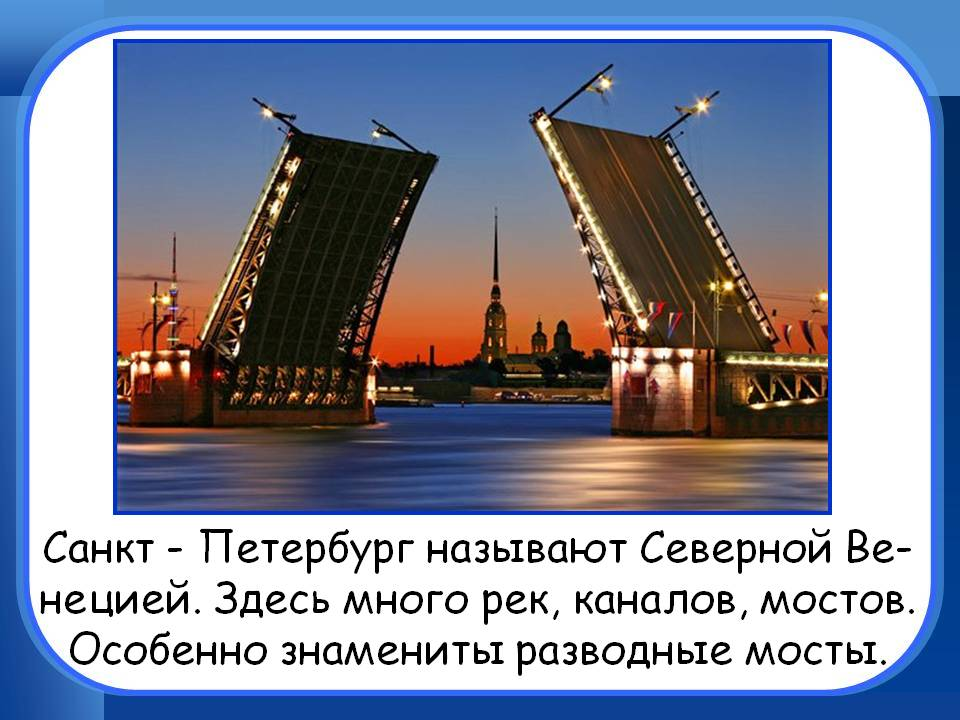 Санкт - Петербург называют Северной Ве-
нецией. Здесь много рек, каналов, мостов.
Особенно знамениты разводные мосты.